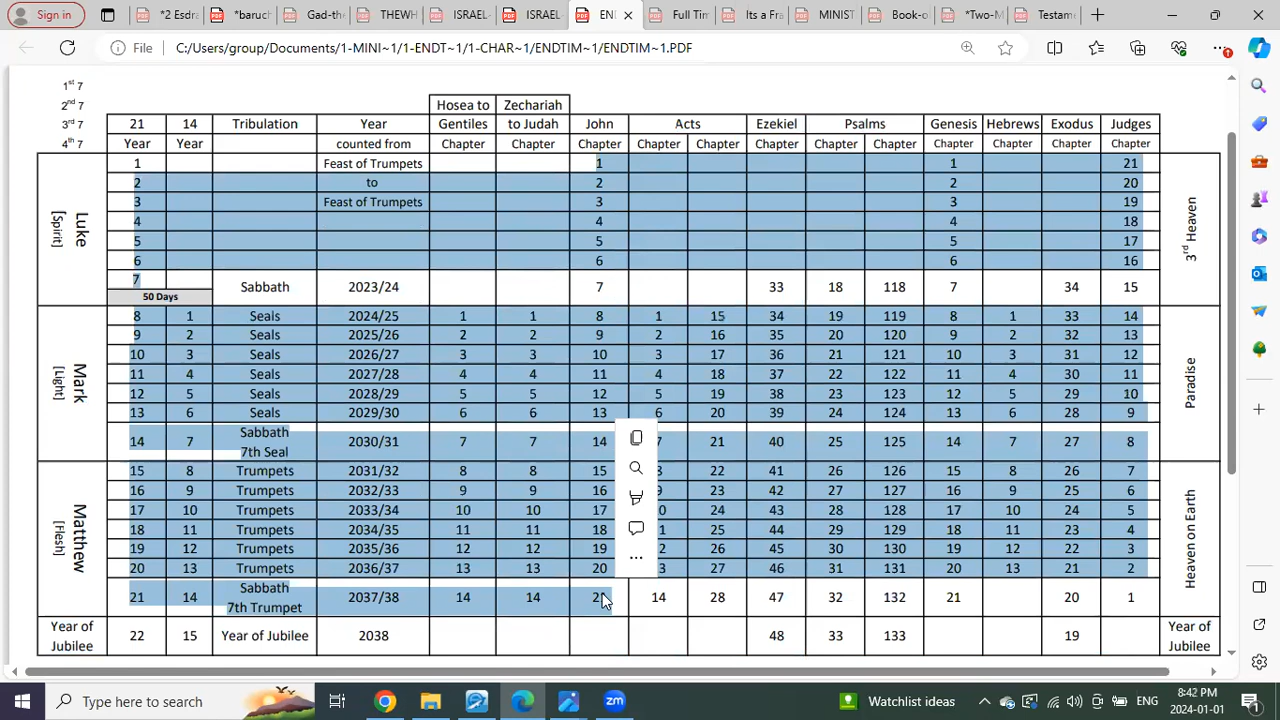 Sign in
*2 Esdra
*baruch
Gad-the
THEWH
ISRAEL-
ISRAEL
EN
Full Tim
Its a Fra
MINIST
Book-o
*Two-M
Testame
File C:/Users/group/Documents/1-MINI~1/1-ENDT~1/1-CHAR~1/ENDTIM~1/ENDTIM~1.PDF
1st 7
2nd 7 Hosea to Zechariah
3rd 7 21 14 Tribulation Year Gentiles to Judah John Acts Ezekiel Psalms Genesis Hebrews Exodus Judges
4th 7 Year Year counted from Chapter Chapter Chapter Chapter Chapter Chapter Chapter Chapter Chapter Chapter Chapter Chapter
1 Feast of Trumpets 1 1 21
2 to 2 2 20
3 Feast of Trumpets 3 3 19
4 4 4 18
5 5 5 17
6 6 6 16
7 Sabbath 2023/24 7 33 18 118 7 34 15
50 Days
Luke
[Spirit]
3rd Heaven
8 1 Seals 2024/25 1 1 8 1 15 34 19 119 8 1 33 14
9 2 Seals 2025/26 2 2 9 2 16 35 20 120 9 2 32 13
10 3 Seals 2026/27 3 3 10 3 17 36 21 121 10 3 31 12
11 4 Seals 2027/28 4 4 11 4 18 37 22 122 11 4 30 11
12 5 Seals 2028/29 5 5 12 5 19 38 23 123 12 5 29 10
13 6 Seals 2029/30 6 6 13 6 20 39 24 124 13 6 28 9
Sabbath
14 7 2030/31 7 7 14 7 21 40 25 125 14 7 27 8
7th Seal
Mark
[Light]
Paradise
15 8 Trumpets 2031/32 8 8 15 22 41 26 126 15 8 26 7
16 9 Trumpets 2032/33 9 9 16 9 23 42 27 127 16 9 25 6
17 10 Trumpets 2033/34 10 10 17 0 24 43 28 128 17 10 24 5
18 11 Trumpets 2034/35 11 11 18 1 25 44 29 129 18 11 23 4
19 12 Trumpets 2035/36 12 12 19 2 26 45 30 130 19 12 22 3
20 13 Trumpets 2036/37 13 13 20 3 27 46 31 131 20 13 21 2
Sabbath
21 14 2037/38 14 14 2 14 28 47 32 132 21 20 1
7th Trumpet
Matthew
[Flesh]
Heaven on Earth
Year of Jubilee 22 15 Year of Jubilee 2038 48 33 133 19 Year of Jubilee
Type here to search
Watchlist ideas
ENG
8:42 PM
2024-01-01